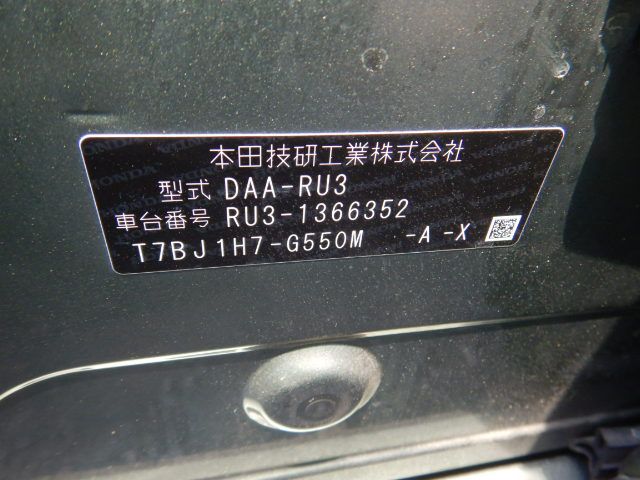 本田技研工業株式会社
型式 DAA-RU3
車台番号 RU3-1366352
T7BJ1H7-G550M -A -X